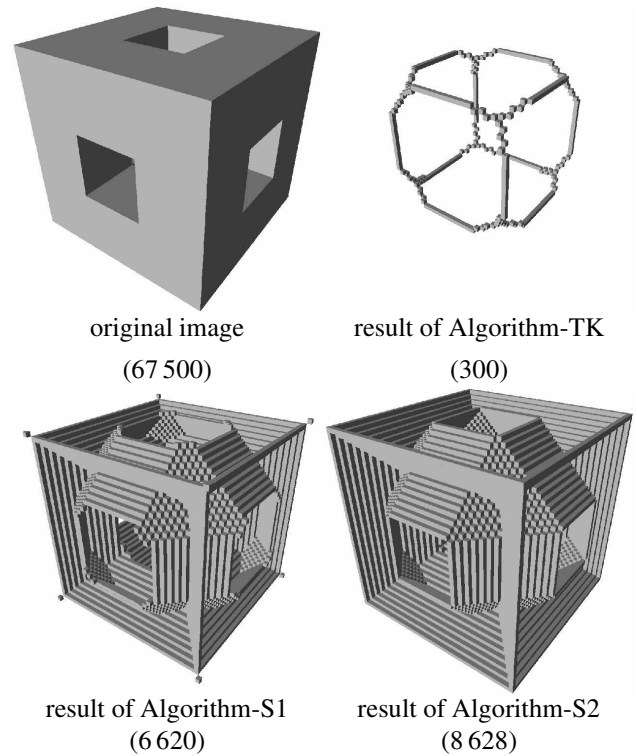 original image
result of Algorithm-TK
(67 500)
(300)
result of Algorithm-S1
result of Algorithm-S2
(6 620)
(8 628)